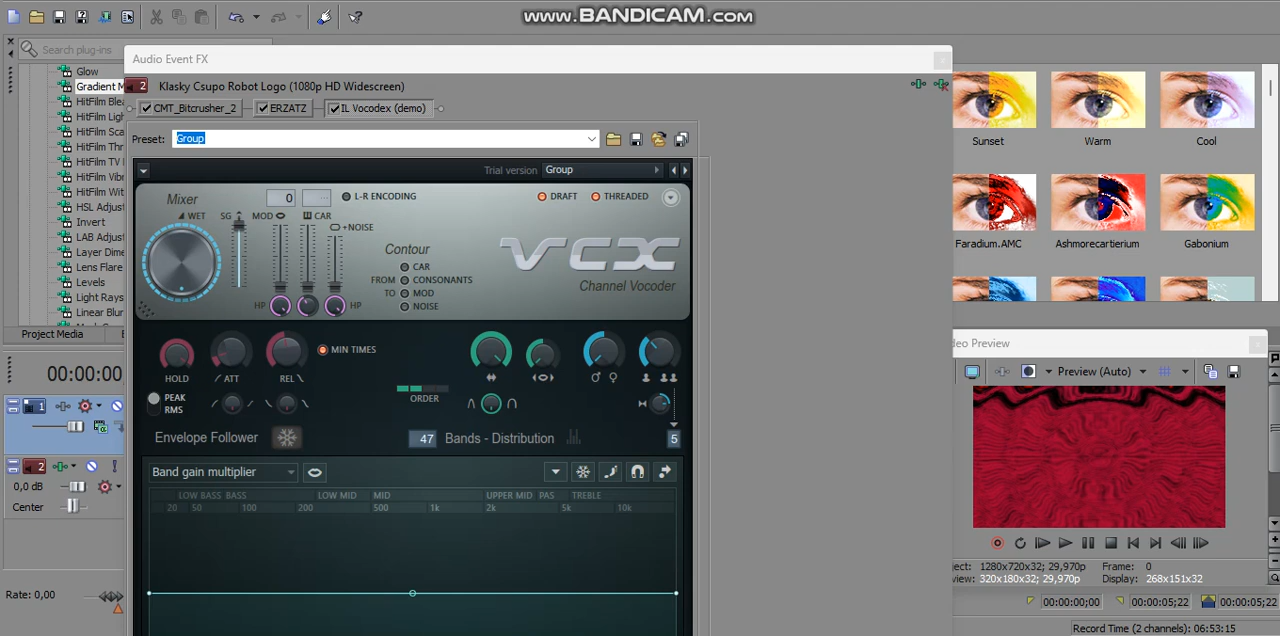 www.BANDICAM.com
Search plug-ins
Audio Event FX
Glow
Gradient M
2
Klasky Csupo Robot Logo (1080p HD Widescreen)
HitFilm Blea
CMT_Bitcrusher_2
ERZATZ
IL Vocodex (demo)
HitFilm Ligh
HitFilm Sca
Preset:
Group
Sunset
Warm
Cool
HitFilm Thr
HitFilm TV
Trial version
Group
HitFilm Vibr
HitFilm Wit
Mixer
0
L-R ENCODING
DRAFT
THREADED
HSL Adjust
WET
SG
MOD
CAR
Invert
+NOISE
LAB Adjust
Contour
VCX
Faradium.AMC
Ashmorecartierium
Gabonium
Layer Dime
CAR
Lens Flare
FROM
CONSONANTS
Channel Vocoder
Levels
TO
MOD
Light Rays
HP
NOISE
HP
Linear Blur
Project Media
MIN TIMES
Video Preview
00:00:00
Preview (Auto)
HOLD
ATT
REL
ORDER
1
PEAK
RMS
Envelope Follower
47
Bands - Distribution
5
2
Band gain multiplier
0,0 dB
LOW BASS
BASS
LOW MID
MID
UPPER MID
PAS
TREBLE
Center
20
50
100
200
500
1k
2k
5k
10k
ject: 1280x720x32; 29,970p
Frame: 0
view: 320x180x32; 29,970p
Display: 268x151x32
Rate: 0,00
00:00:00;00
00:00:05;22
00:00:05;22
Record Time (2 channels): 06:53:15